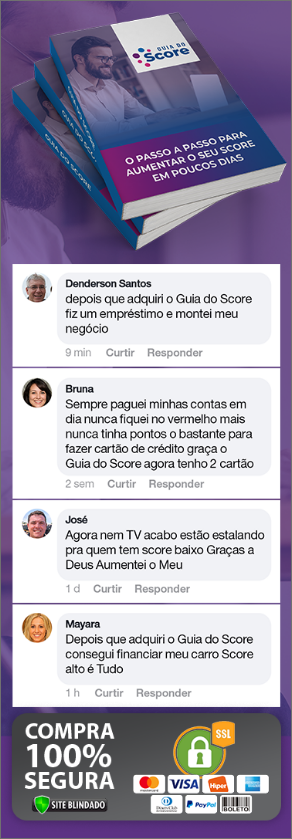 GUIA DO
Score
O PASSO A PASSO PARA
AUMENTAR O SEU SCORE
EM POUCOS DIAS
GUIA DO SCORE
Denderson Santos
depois que adquiri o Guia do Score
fiz um empréstimo e montei meu
negócio
9 min Curtir Responder
Bruna
Sempre paguei minhas contas em
dia nunca fiquei no vermelho mais
nunca tinha pontos o bastante para
fazer cartão de crédito graça o
Guia do Score agora tenho 2 cartão
2 sem Curtir Responder
José
Agora nem TV acabo estão estalando
pra quem tem score baixo Graças a
Deus Aumentei o Meu
1 d Curtir Responder
Mayara
Depois que adquiri o Guia do Score
consegui financiar meu carro Score
alto é Tudo
1 h Curtir Responder
COMPRA
100%
SEGURA
SITE BLINDADO
SSL
mastercard VISA Hiper
Diners Club
PayPal BOLETO